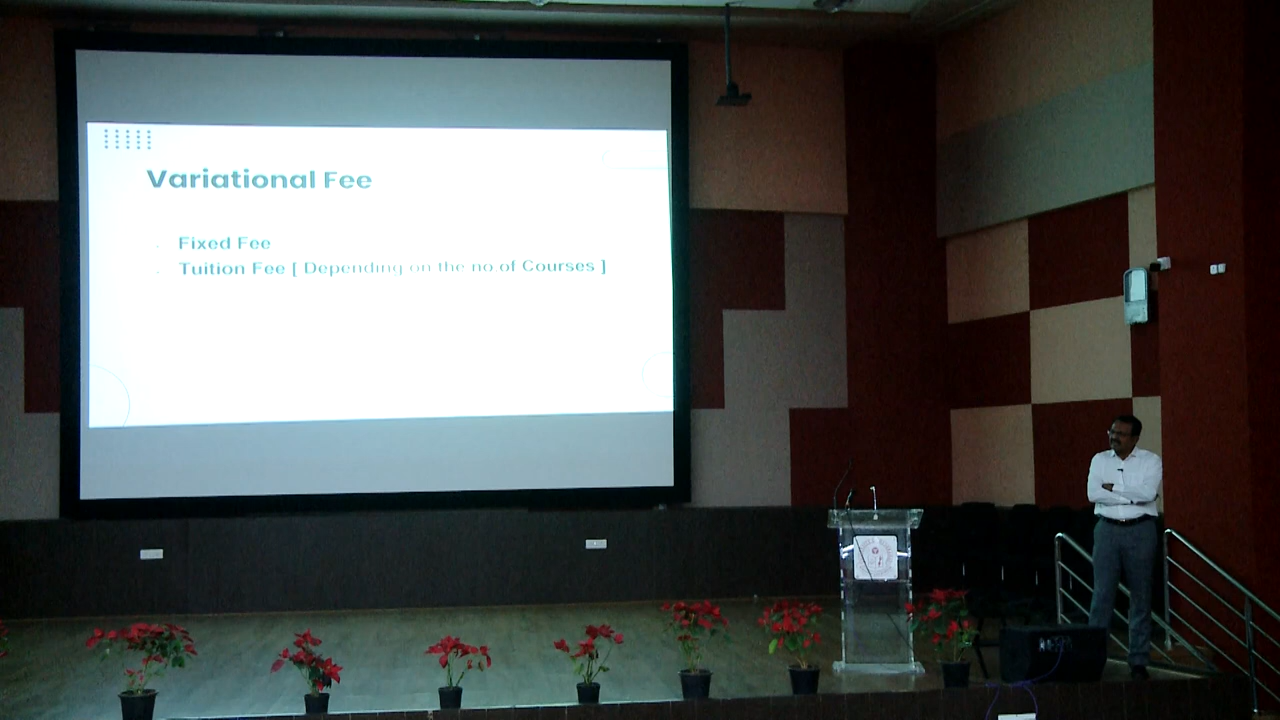 Variational Fee
Fixed Fee
Tuition Fee [ Depending on the no.of Courses ]